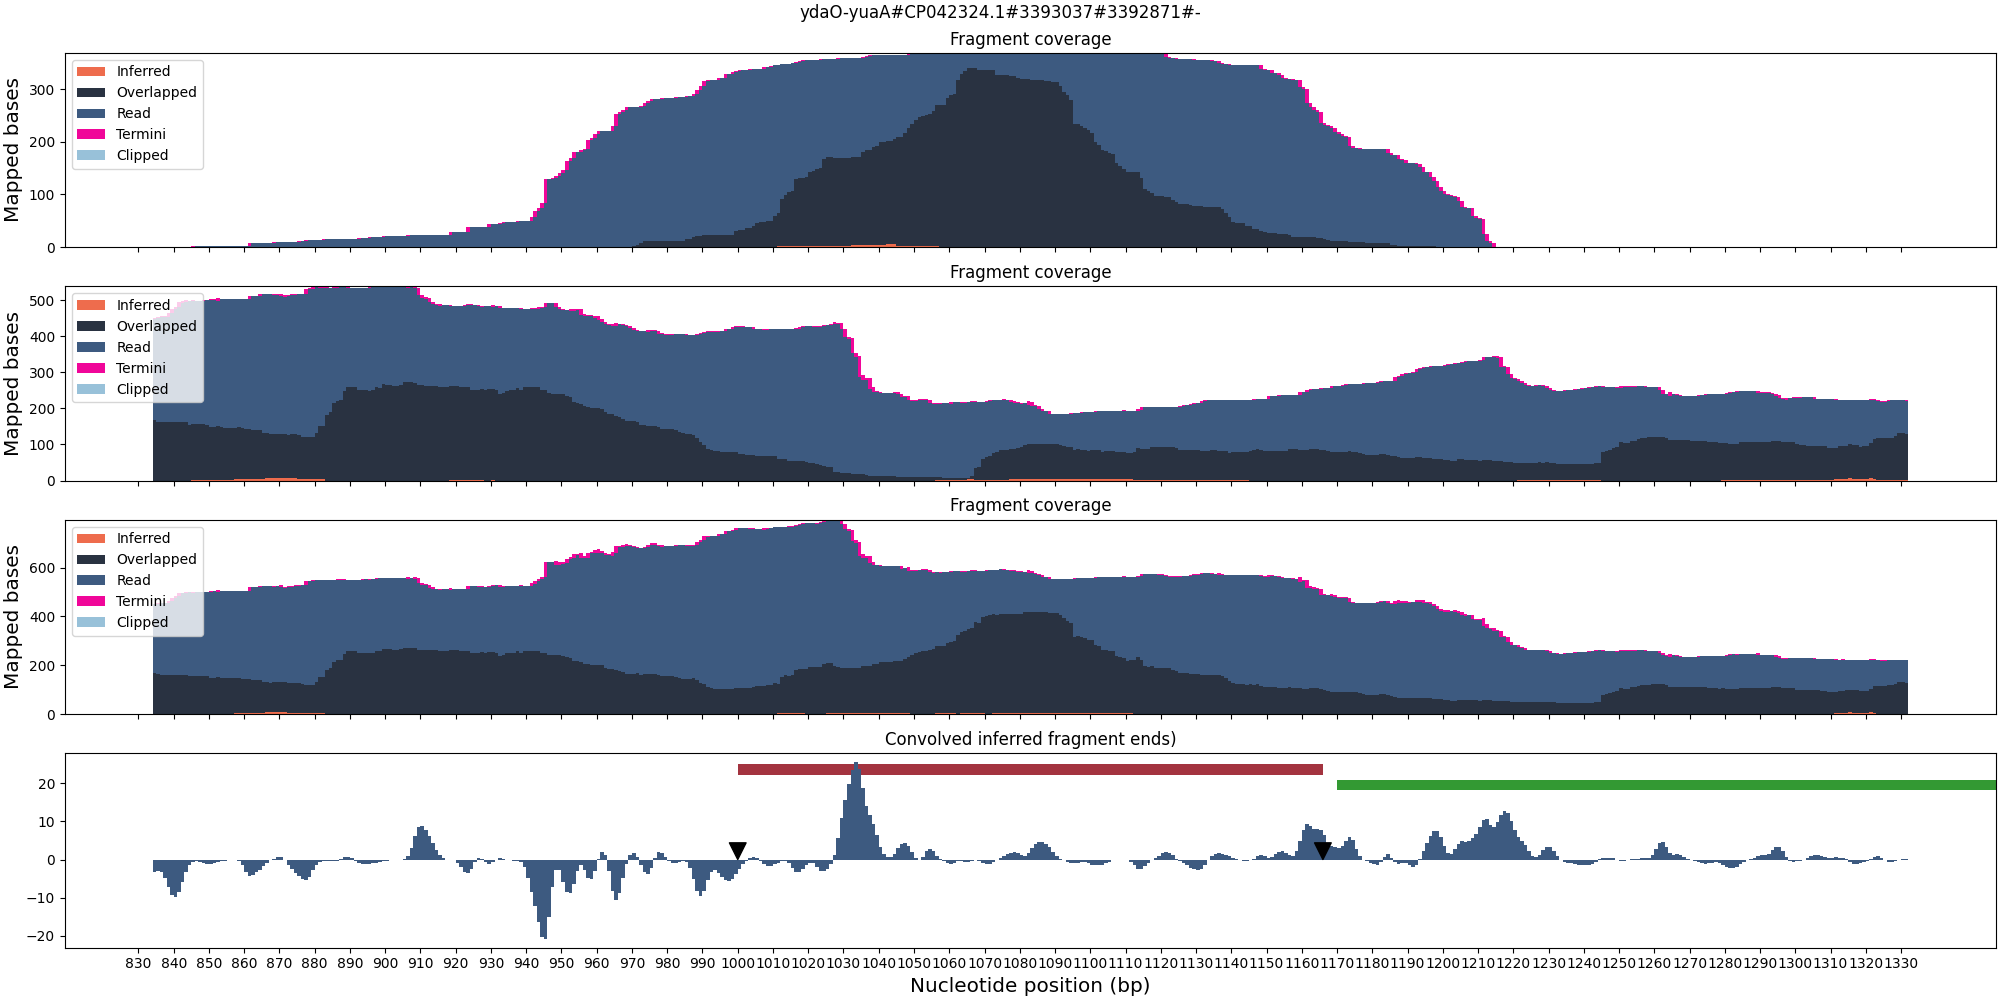 ydaO-yuaA#CP042324.1#3393037#3392871#-
Fragment coverage
Mapped bases
300
200
100
0
Inferred
Overlapped
Read
Termini
Clipped
Fragment coverage
Mapped bases
500
400
300
200
100
0
Inferred
Overlapped
Read
Termini
Clipped
Fragment coverage
Mapped bases
600
400
200
0
Inferred
Overlapped
Read
Termini
Clipped
Convolved inferred fragment ends)
20
10
0
−10
−20
830 840 850 860 870 880 890 900 910 920 930 940 950 960 970 980 990 1000 1010 1020 1030 1040 1050 1060 1070 1080 1090 1100 1110 1120 1130 1140 1150 1160 1170 1180 1190 1200 1210 1220 1230 1240 1250 1260 1270 1280 1290 1300 1310 1320 1330
Nucleotide position (bp)